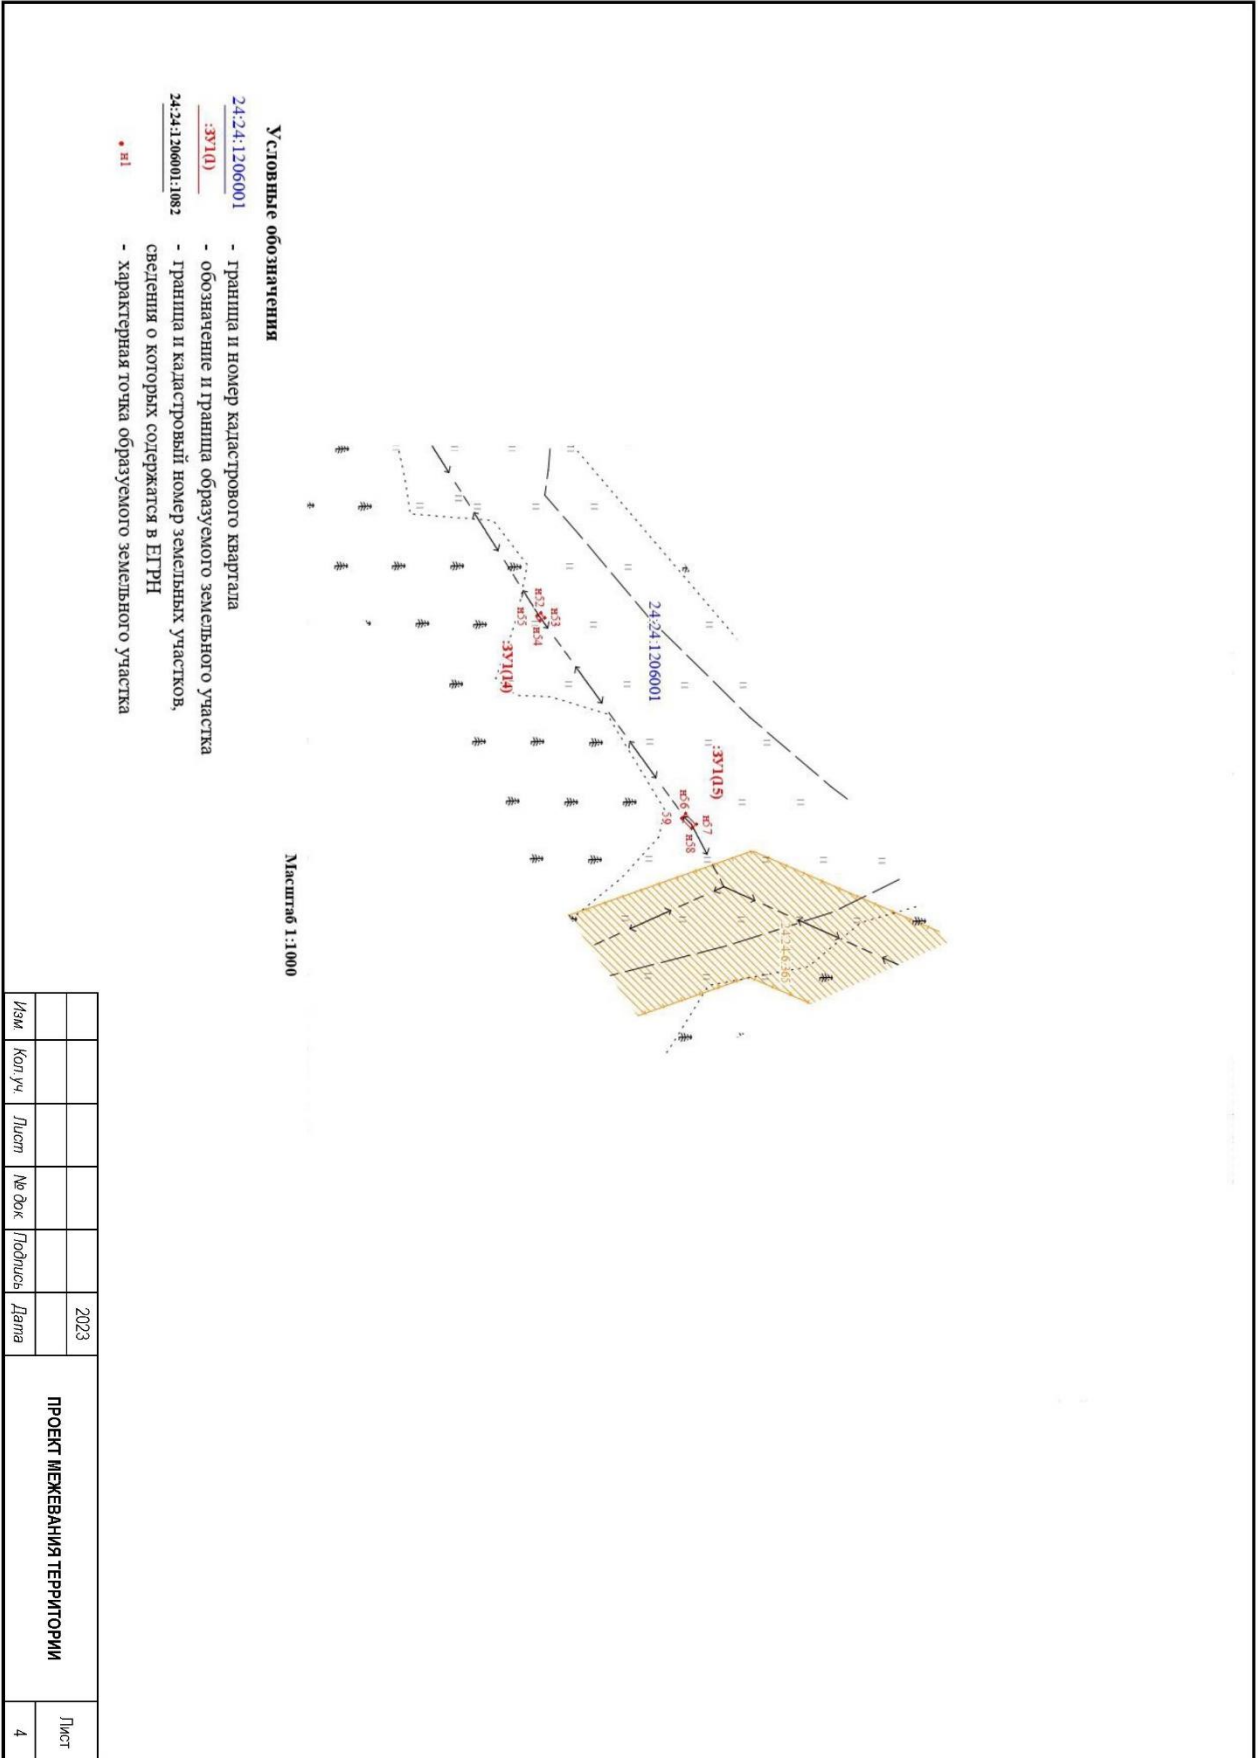 24:24:1206001
:ЗУ1(15)
н57
н56
н58
59
н53
н52
н54
н55
:ЗУ1(14)
Масштаб 1:1000
Условные обозначения
24:24:1206001 - граница и номер кадастрового квартала
:ЗУ1(1) - обозначение и граница образуемого земельного участка
24:24:1206001:1082 - граница и кадастровый номер земельных участков,
сведения о которых содержатся в ЕГРН
н1 - характерная точка образуемого земельного участка
2023
Изм. Кол.уч. Лист № док. Подпись Дата
ПРОЕКТ МЕЖЕВАНИЯ ТЕРРИТОРИИ
Лист
4